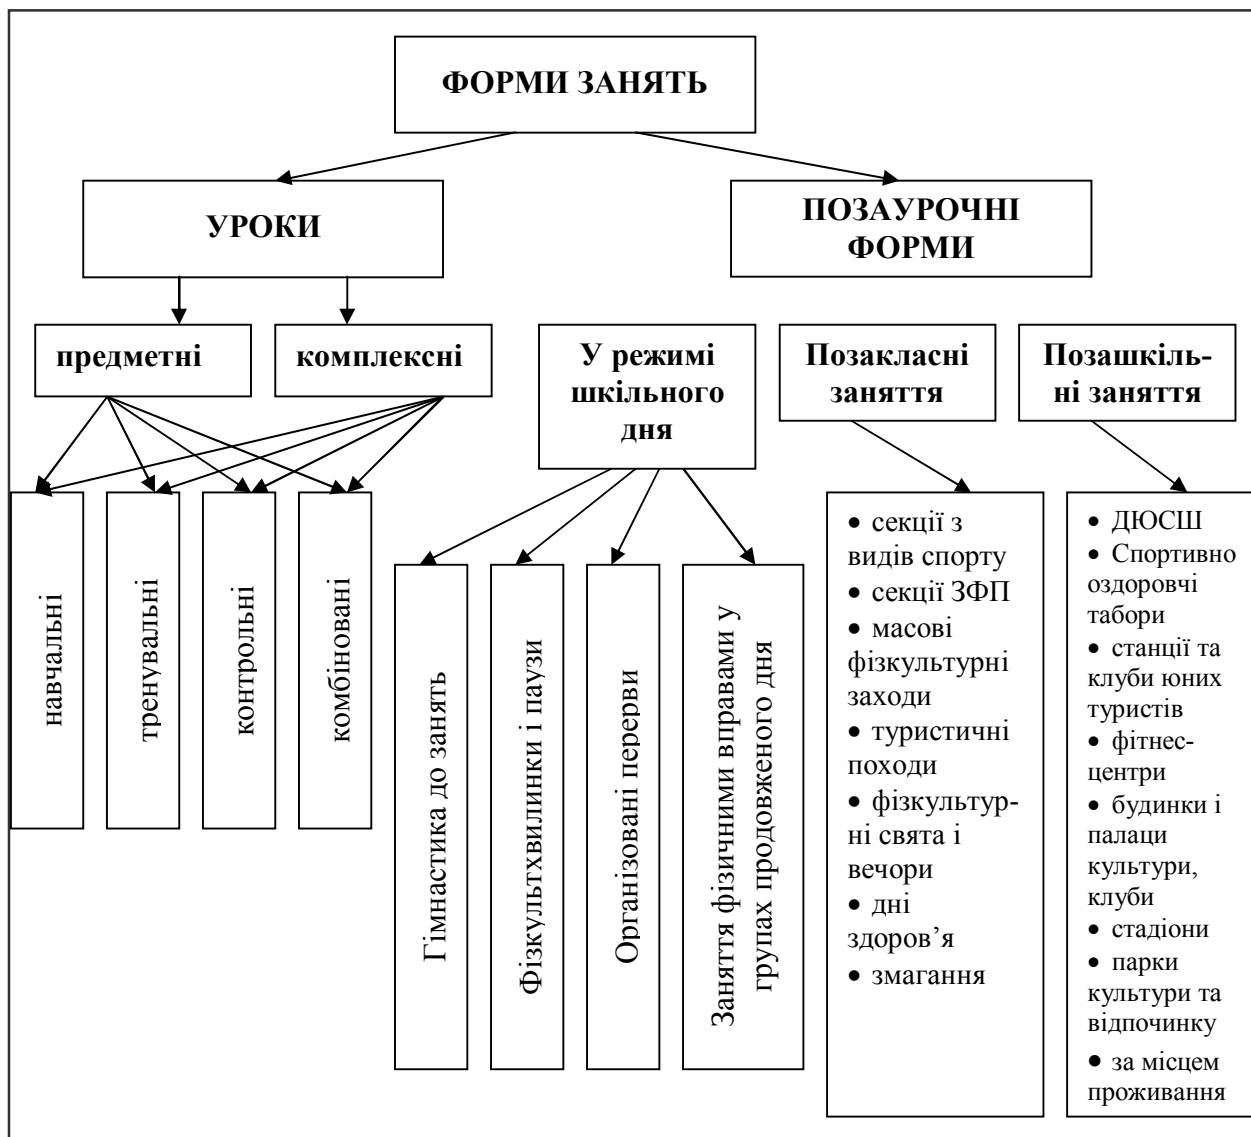 ФОРМИ ЗАНЯТЬ
УРОКИ
ПОЗАУРОЧНІ
ФОРМИ
предметні
комплексні
У режимі
шкільного
дня
Позакласні
заняття
Позашкіль-
ні заняття
навчальні
тренувальні
контрольні
комбіновані
Гімнастика до занять
Фізкультхвилинки і паузи
Організовані перерви
Заняття фізичними вправами у
групах продовженого дня
• секції з
видів спорту
• секції ЗФП
• масові
фізкультурні
заходи
• туристичні
походи
• фізкультур-
ні свята і
вечори
• дні
здоров’я
• змагання
• ДЮСШ
• Спортивно
оздоровчі
табори
• станції та
клуби юних
туристів
• фітнес-
центри
• будинки і
палаци
культури,
клуби
• стадіони
• парки
культури та
відпочинку
• за місцем
проживання